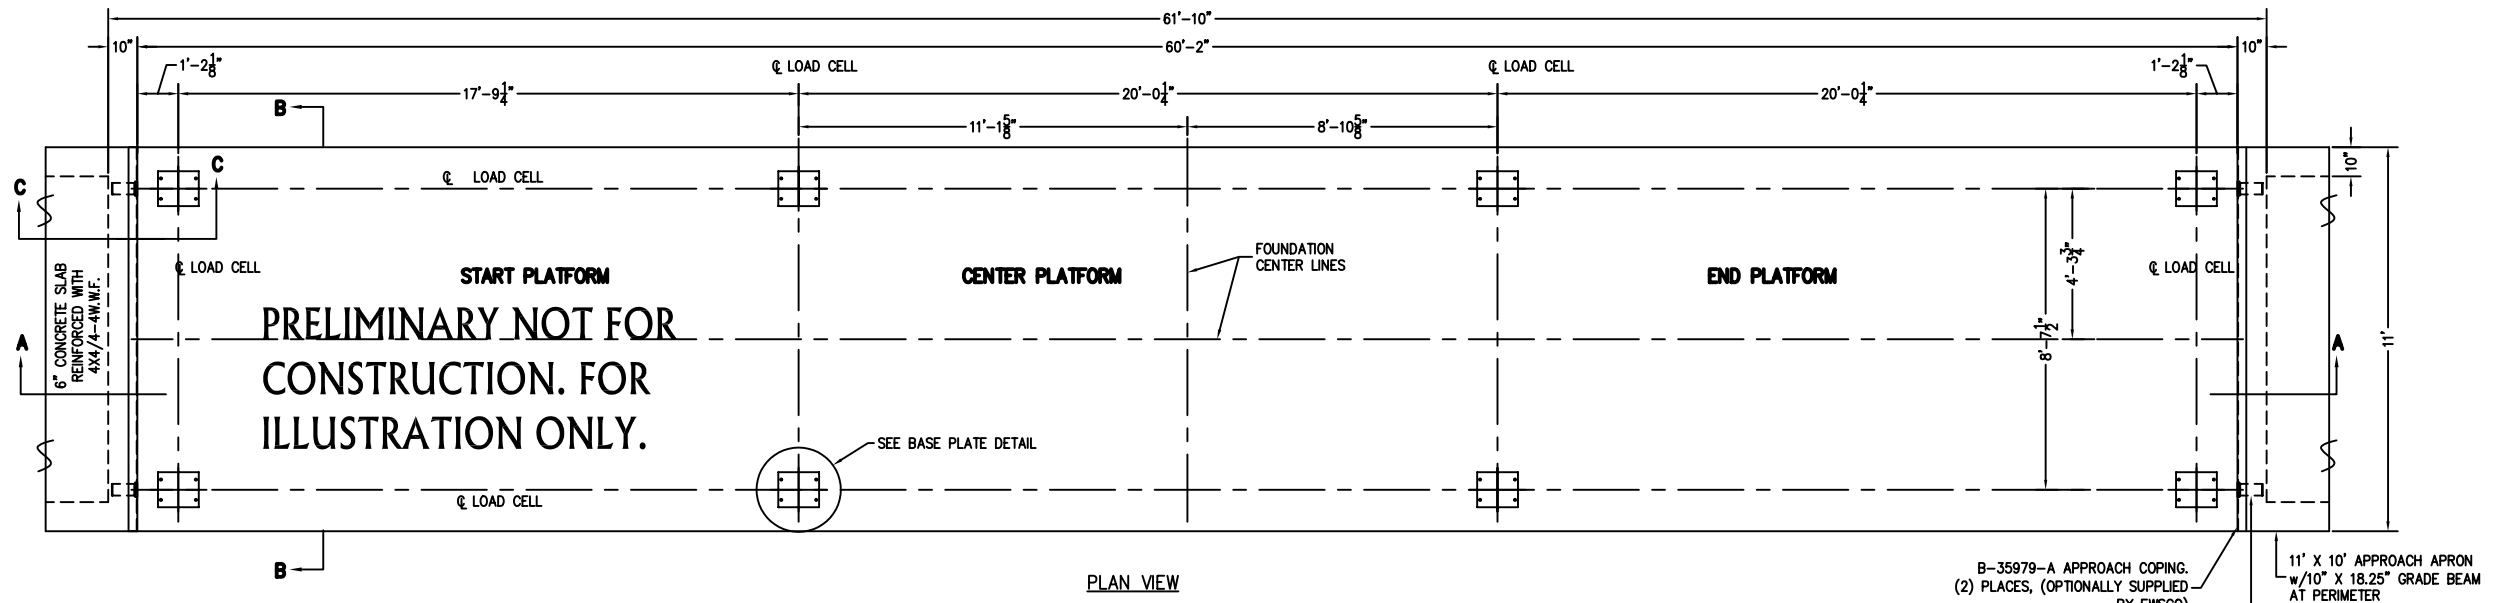 61'-10"
10"
60'-2"
10"
1'-2 1/8"
℄ LOAD CELL
℄ LOAD CELL
1'-2 1/8"
17'-9 1/4"
20'-0 1/4"
20'-0 1/4"
B
11'-1 5/8"
8'-10 5/8"
C
C
℄ LOAD CELL
10"
℄ LOAD CELL
START PLATFORM
CENTER PLATFORM
FOUNDATION
CENTER LINES
END PLATFORM
4'-3 3/4"
℄ LOAD CELL
6" CONCRETE SLAB
REINFORCED WITH
4X4/4-4W.W.F.
PRELIMINARY NOT FOR
CONSTRUCTION. FOR
ILLUSTRATION ONLY.
8'-7 1/2"
11'
A
A
SEE BASE PLATE DETAIL
℄ LOAD CELL
B
PLAN VIEW
B-35979-A APPROACH COPING.
(2) PLACES, (OPTIONALLY SUPPLIED
BY FWSCO)
11' X 10' APPROACH APRON
w/10" X 18.25" GRADE BEAM
AT PERIMETER